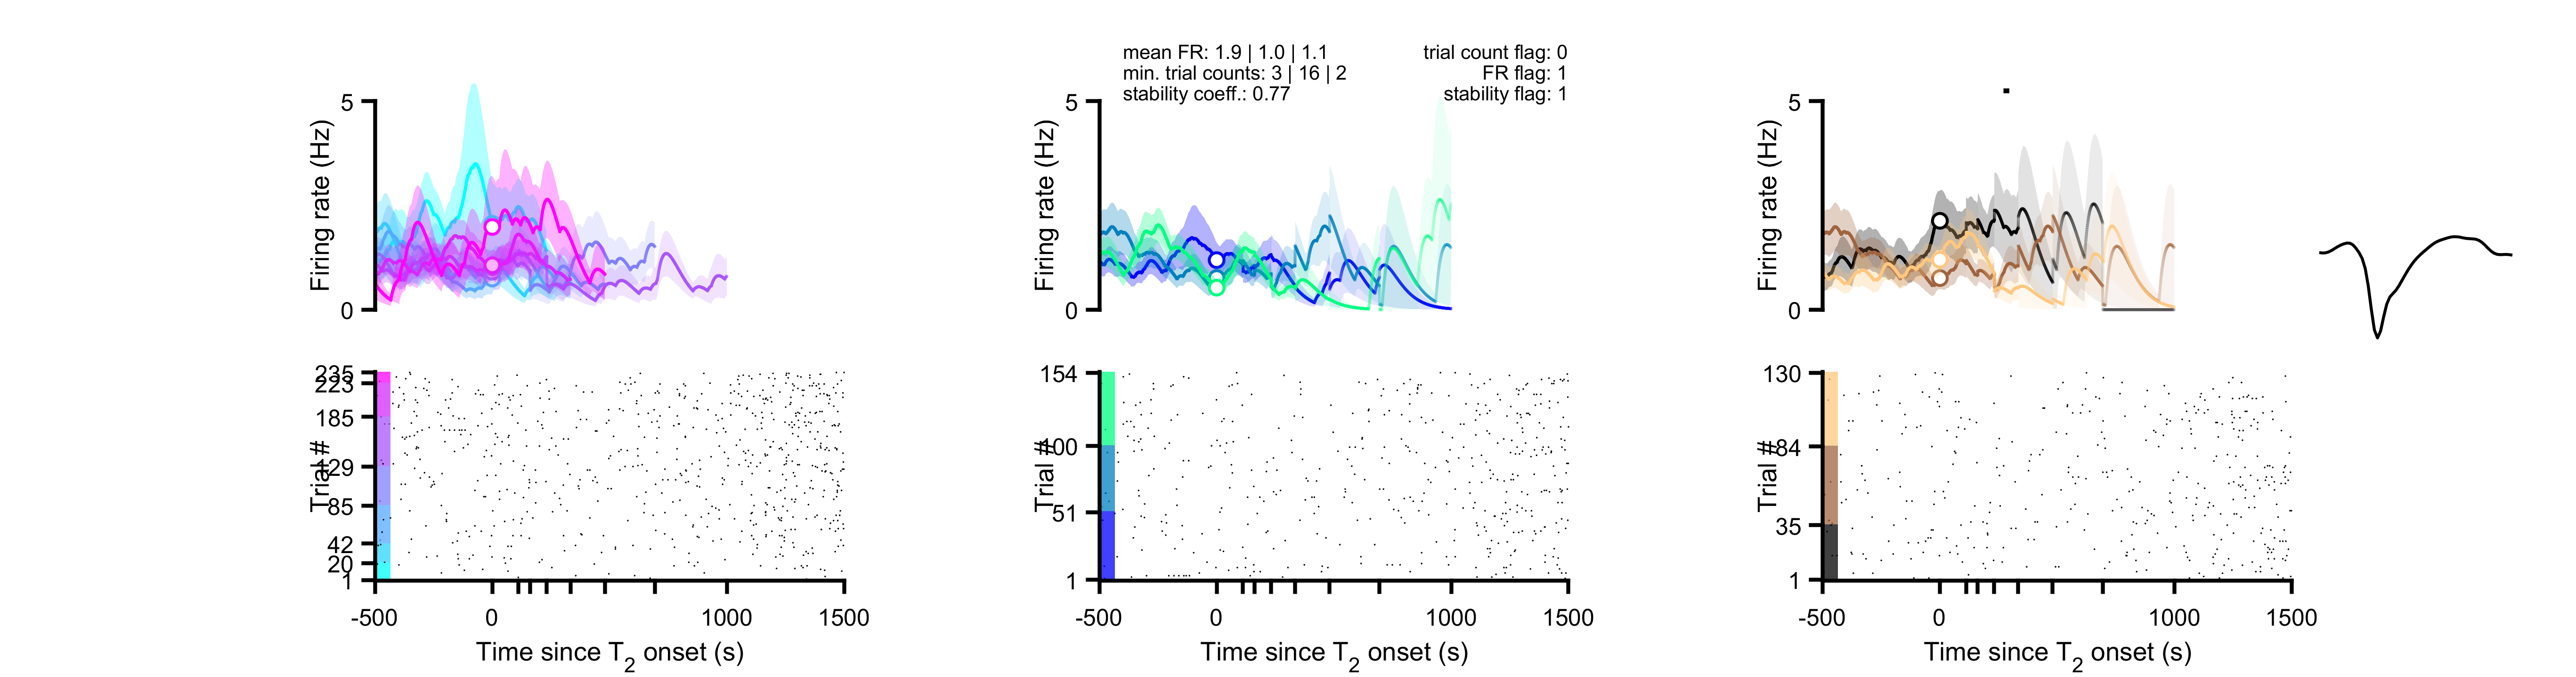 mean FR: 1.9 | 1.0 | 1.1
min. trial counts: 3 | 16 | 2
stability coeff.: 0.77
trial count flag: 0
FR flag: 1
stability flag: 1
Firing rate (Hz)
5
0
Firing rate (Hz)
5
0
Firing rate (Hz)
5
0
Trial #
235
223
185
129
85
42
20
1
-500
0
1000
1500
Time since T2 onset (s)
Trial #
154
100
51
1
-500
0
1000
1500
Time since T2 onset (s)
Trial #
130
84
35
1
-500
0
1000
1500
Time since T2 onset (s)